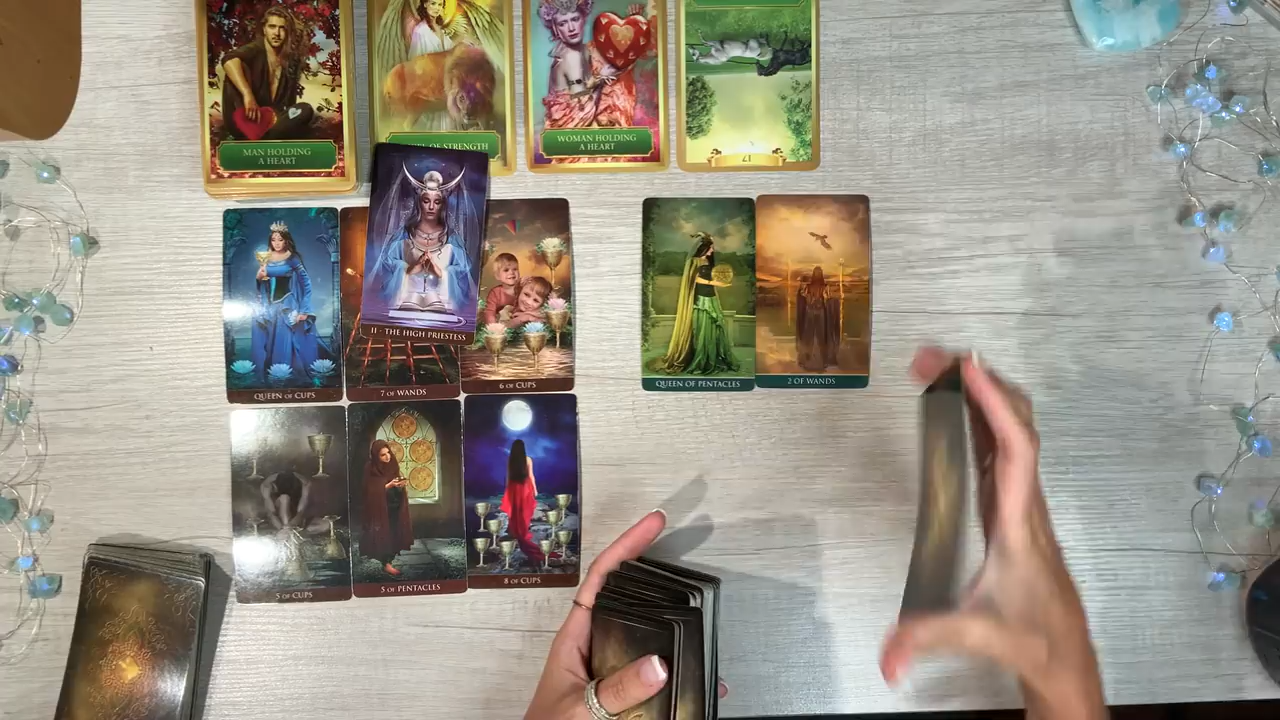 MAN HOLDING
A HEART
OF STRENGTH
WOMAN HOLDING
A HEART
17
II - THE HIGH PRIESTESS
QUEEN OF CUPS
7 OF WANDS
6 OF CUPS
QUEEN OF PENTACLES
2 OF WANDS
5 OF CUPS
5 OF PENTACLES
8 OF CUPS